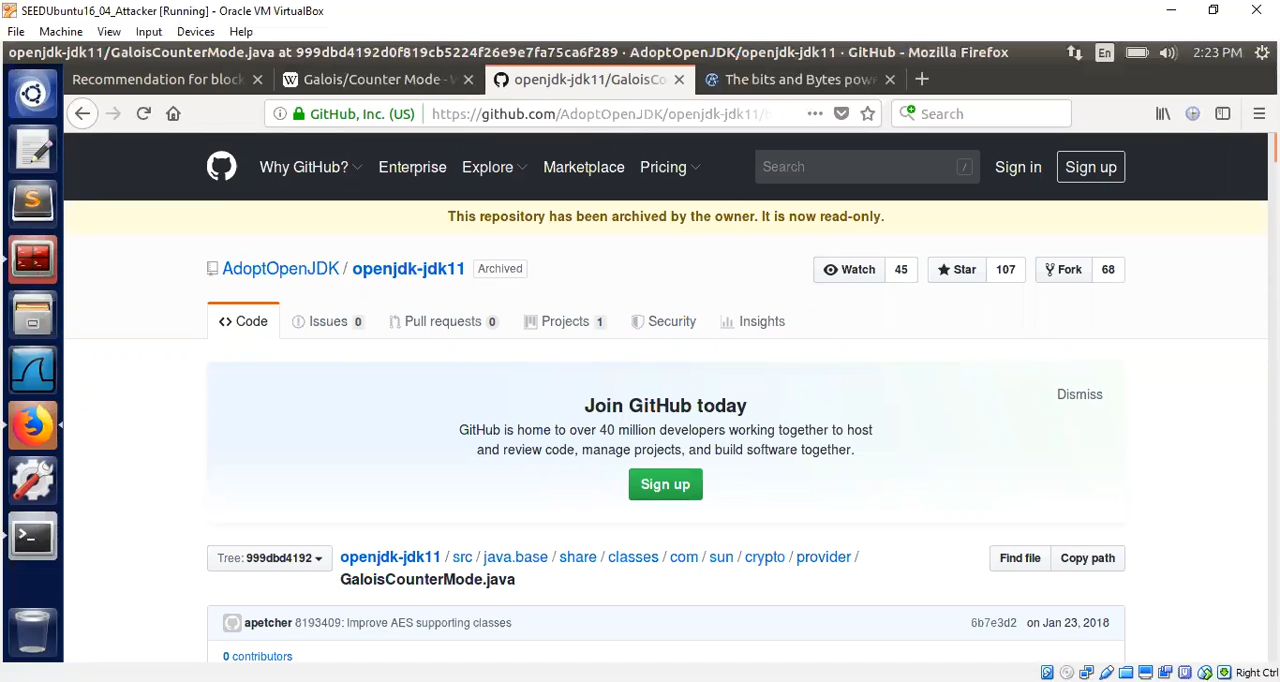 SEEDUbuntu16_04_Attacker [Running] - Oracle VM VirtualBox
File Machine View Input Devices Help
openjdk-jdk11/GaloisCounterMode.java at 999dbd4192d0f819cb5224f26e9e7fa75ca6f289 · AdoptOpenJDK/openjdk-jdk11 · GitHub - Mozilla Firefox En 2:23 PM
Recommendation for block Galois/Counter Mode - W openjdk-jdk11/GaloisCo The bits and Bytes pow
GitHub, Inc. (US) https://github.com/AdoptOpenJDK/openjdk-jdk11/b Search
Why GitHub? Enterprise Explore Marketplace Pricing Search / Sign in Sign up
This repository has been archived by the owner. It is now read-only.
AdoptOpenJDK / openjdk-jdk11 Archived Watch 45 Star 107 Fork 68
<> Code Issues 0 Pull requests 0 Projects 1 Security Insights
Dismiss
Join GitHub today
GitHub is home to over 40 million developers working together to host
and review code, manage projects, and build software together.
Sign up
Tree: 999dbd4192 openjdk-jdk11 / src / java.base / share / classes / com / sun / crypto / provider / Find file Copy path
GaloisCounterMode.java
apetcher 8193409: Improve AES supporting classes 6b7e3d2 on Jan 23, 2018
0 contributors
Right Ctrl